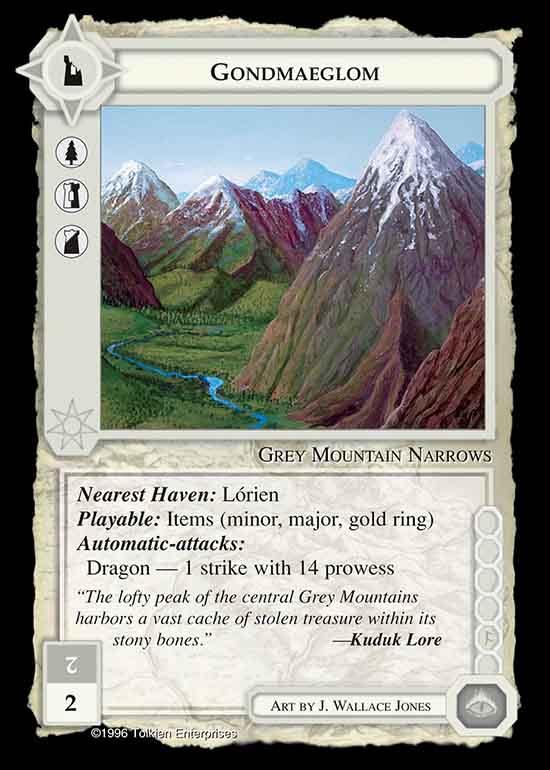 GONDMAEGLOM
GREY MOUNTAIN NARROWS
Nearest Haven: Lórien
Playable: Items (minor, major, gold ring)
Automatic-attacks:
Dragon — 1 strike with 14 prowess
“The lofty peak of the central Grey Mountains
harbors a vast cache of stolen treasure within its
stony bones.” —Kuduk Lore
2
2
ART BY J. WALLACE JONES
©1996 Tolkien Enterprises